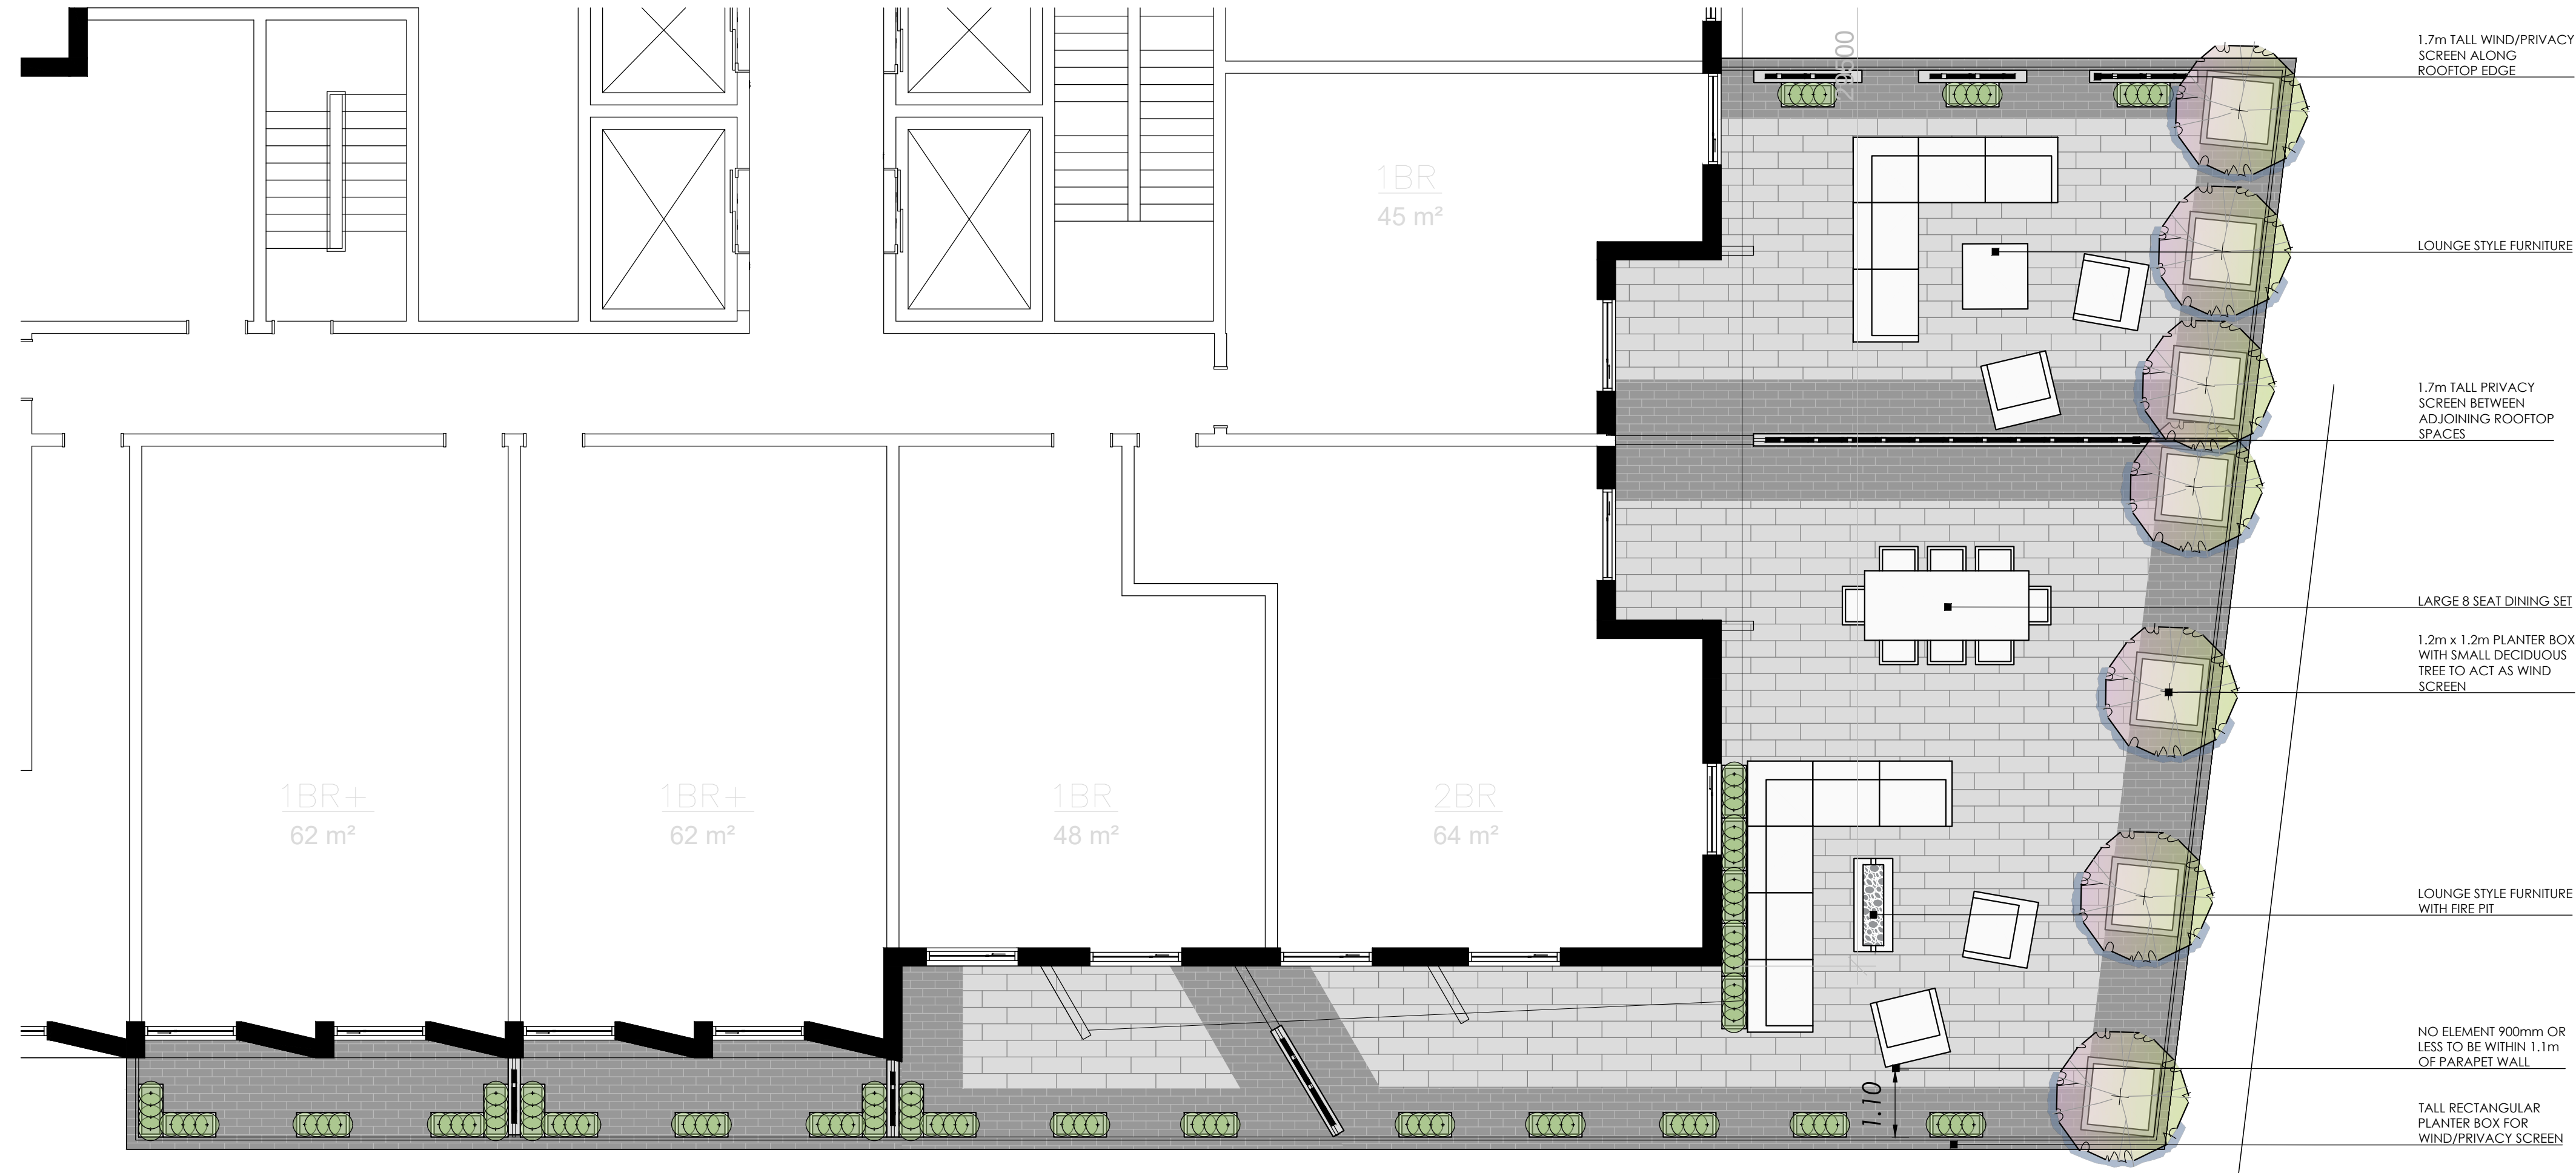 1.7m TALL WIND/PRIVACY
SCREEN ALONG
ROOFTOP EDGE
1BR
45 m²
LOUNGE STYLE FURNITURE
1.7m TALL PRIVACY
SCREEN BETWEEN
ADJOINING ROOFTOP
SPACES
LARGE 8 SEAT DINING SET
1.2m x 1.2m PLANTER BOX
WITH SMALL DECIDUOUS
TREE TO ACT AS WIND
SCREEN
1BR+
62 m²
1BR+
62 m²
1BR
48 m²
2BR
64 m²
LOUNGE STYLE FURNITURE
WITH FIRE PIT
NO ELEMENT 900mm OR
LESS TO BE WITHIN 1.1m
OF PARAPET WALL
1.10
TALL RECTANGULAR
PLANTER BOX FOR
WIND/PRIVACY SCREEN